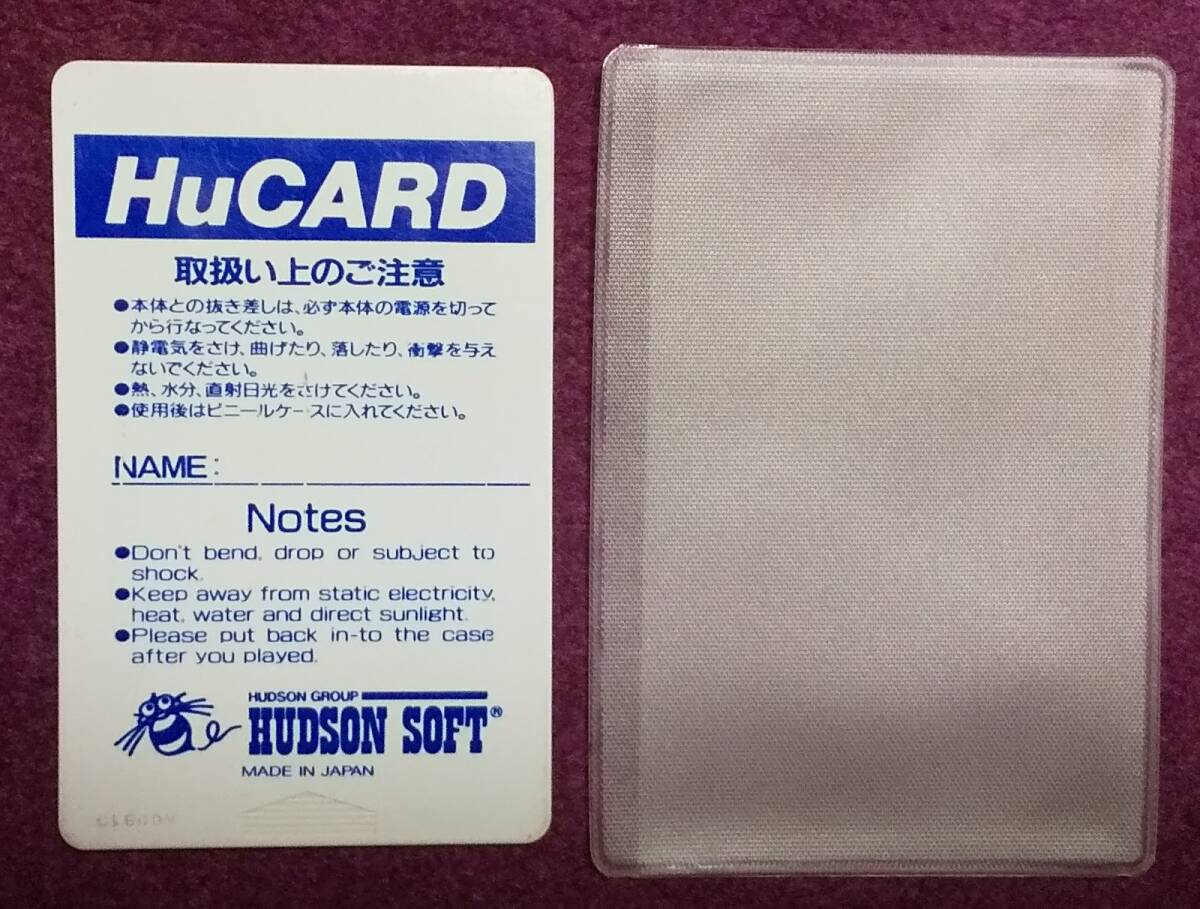 HuCARD
取扱い上のご注意
●本体との抜き差しは、必ず本体の電源を切って
から行なってください。
●静電気をさけ、曲げたり、落したり、衝撃を与え
ないでください。
●熱、水分、直射日光をさけてください。
●使用後はビニールケースに入れてください。
NAME:
Notes
●Don't bend, drop or subject to
shock.
●Keep away from static electricity,
heat, water and direct sunlight.
●Please put back in-to the case
after you played.
HUDSON GROUP
HUDSON SOFT®
MADE IN JAPAN